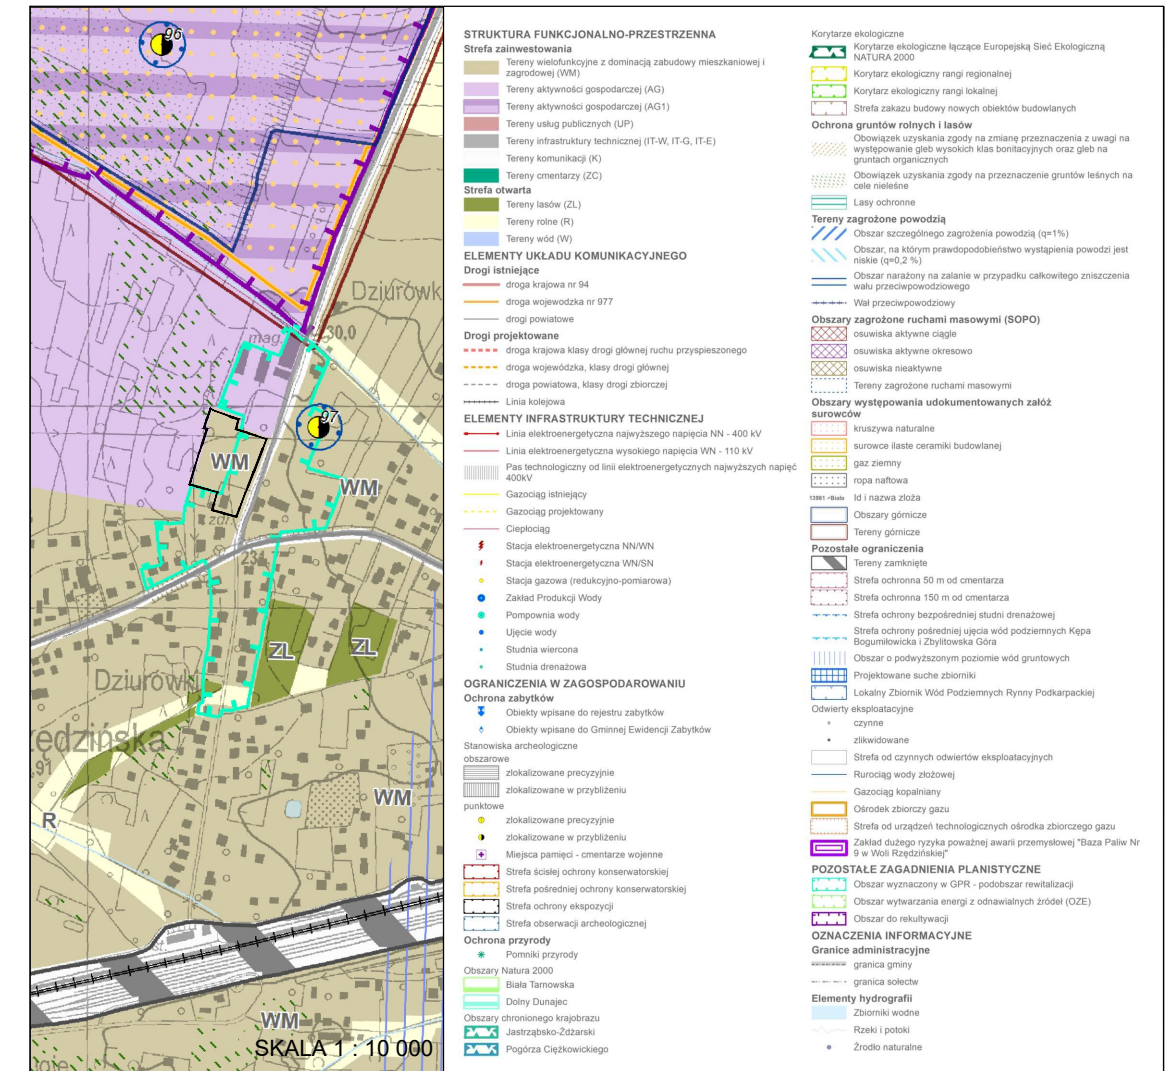 96
Dziurówk
mag.
30,0
97
WM
WM
zdr.
234
ZL
ZL
Dziurówki
ędzińska
,91
WM
R
st.
WM
SKALA 1 : 10 000
STRUKTURA FUNKCJONALNO-PRZESTRZENNA
Strefa zainwestowania
Tereny wielofunkcyjne z dominacją zabudowy mieszkaniowej i
zagrodowej (WM)
Tereny aktywności gospodarczej (AG)
Tereny aktywności gospodarczej (AG1)
Tereny usług publicznych (UP)
Tereny infrastruktury technicznej (IT-W, IT-G, IT-E)
Tereny komunikacji (K)
Tereny cmentarzy (ZC)
Strefa otwarta
Tereny lasów (ZL)
Tereny rolne (R)
Tereny wód (W)
ELEMENTY UKŁADU KOMUNIKACYJNEGO
Drogi istniejące
droga krajowa nr 94
droga wojewodzka nr 977
drogi powiatowe
Drogi projektowane
droga krajowa klasy drogi głównej ruchu przyspieszonego
droga wojewódzka, klasy drogi głównej
droga powiatowa, klasy drogi zbiorczej
Linia kolejowa
ELEMENTY INFRASTRUKTURY TECHNICZNEJ
Linia elektroenergetyczna najwyższego napięcia NN - 400 kV
Linia elektroenergetyczna wysokiego napięcia WN - 110 kV
Pas technologiczny od linii elektroenergetycznych najwyższych napięć
400kV
Gazociąg istniejący
Gazociąg projektowany
Ciepłociąg
Stacja elektroenergetyczna NN/WN
Stacja elektroenergetyczna WN/SN
Stacja gazowa (redukcyjno-pomiarowa)
Zakład Produkcji Wody
Pompownia wody
Ujęcie wody
Studnia wiercona
Studnia drenażowa
OGRANICZENIA W ZAGOSPODAROWANIU
Ochrona zabytków
Obiekty wpisane do rejestru zabytków
Obiekty wpisane do Gminnej Ewidencji Zabytków
Stanowiska archeologiczne
obszarowe
zlokalizowane precyzyjnie
zlokalizowane w przybliżeniu
punktowe
zlokalizowane precyzyjnie
zlokalizowane w przybliżeniu
Miejsca pamięci - cmentarze wojenne
Strefa ścisłej ochrony konserwatorskiej
Strefa pośredniej ochrony konserwatorskiej
Strefa ochrony ekspozycji
Strefa obserwacji archeologicznej
Ochrona przyrody
Pomniki przyrody
Obszary Natura 2000
Biała Tarnowska
Dolny Dunajec
Obszary chronionego krajobrazu
Jastrząbsko-Żdżarski
Pogórza Ciężkowickiego
Korytarze ekologiczne
Korytarze ekologiczne łączące Europejską Sieć Ekologiczną
NATURA 2000
Korytarz ekologiczny rangi regionalnej
Korytarz ekologiczny rangi lokalnej
Strefa zakazu budowy nowych obiektów budowlanych
Ochrona gruntów rolnych i lasów
Obowiązek uzyskania zgody na zmianę przeznaczenia z uwagi na
występowanie gleb wysokich klas bonitacyjnych oraz gleb na
gruntach organicznych
Obowiązek uzyskania zgody na przeznaczenie gruntów leśnych na
cele nieleśne
Lasy ochronne
Tereny zagrożone powodzią
Obszar szczególnego zagrożenia powodzią (q=1%)
Obszar, na którym prawdopodobieństwo wystąpienia powodzi jest
niskie (q=0,2 %)
Obszar narażony na zalanie w przypadku całkowitego zniszczenia
wału przeciwpowodziowego
Wał przeciwpowodziowy
Obszary zagrożone ruchami masowymi (SOPO)
osuwiska aktywne ciągle
osuwiska aktywne okresowo
osuwiska nieaktywne
Tereny zagrożone ruchami masowymi
Obszary występowania udokumentowanych załóż
surowców
kruszywa naturalne
surowce ilaste ceramiki budowlanej
gaz ziemny
ropa naftowa
Id i nazwa zloża
Obszary górnicze
Tereny górnicze
Pozostałe ograniczenia
Tereny zamknięte
Strefa ochronna 50 m od cmentarza
Strefa ochronna 150 m od cmentarza
Strefa ochrony bezpośredniej studni drenażowej
Strefa ochrony pośredniej ujęcia wód podziemnych Kępa
Bogumiłowicka i Zbylitowska Góra
Obszar o podwyższonym poziomie wód gruntowych
Projektowane suche zbiorniki
Lokalny Zbiornik Wód Podziemnych Rynny Podkarpackiej
Odwierty eksploatacyjne
czynne
zlikwidowane
Strefa od czynnych odwiertów eksploatacyjnych
Rurociąg wody złożowej
Gazociąg kopalniany
Ośrodek zbiorczy gazu
Strefa od urządzeń technologicznych ośrodka zbiorczego gazu
Zakład dużego ryzyka poważnej awarii przemysłowej "Baza Paliw Nr
9 w Woli Rzędzińskiej"
POZOSTAŁE ZAGADNIENIA PLANISTYCZNE
Obszar wyznaczony w GPR - podobszar rewitalizacji
Obszar wytwarzania energi z odnawialnych źródeł (OZE)
Obszar do rekultywacji
OZNACZENIA INFORMACYJNE
Granice administracyjne
granica gminy
granica sołectw
Elementy hydrografii
Zbiorniki wodne
Rzeki i potoki
Żrodło naturalne